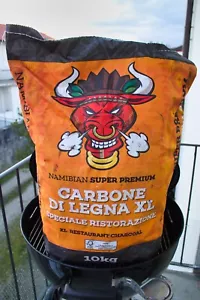 NAMIBIAN SUPER PREMIUM
CARBONE
DI LEGNA XL
SPECIALE RISTORAZIONE
XL RESTAURANT CHARCOAL
10kg